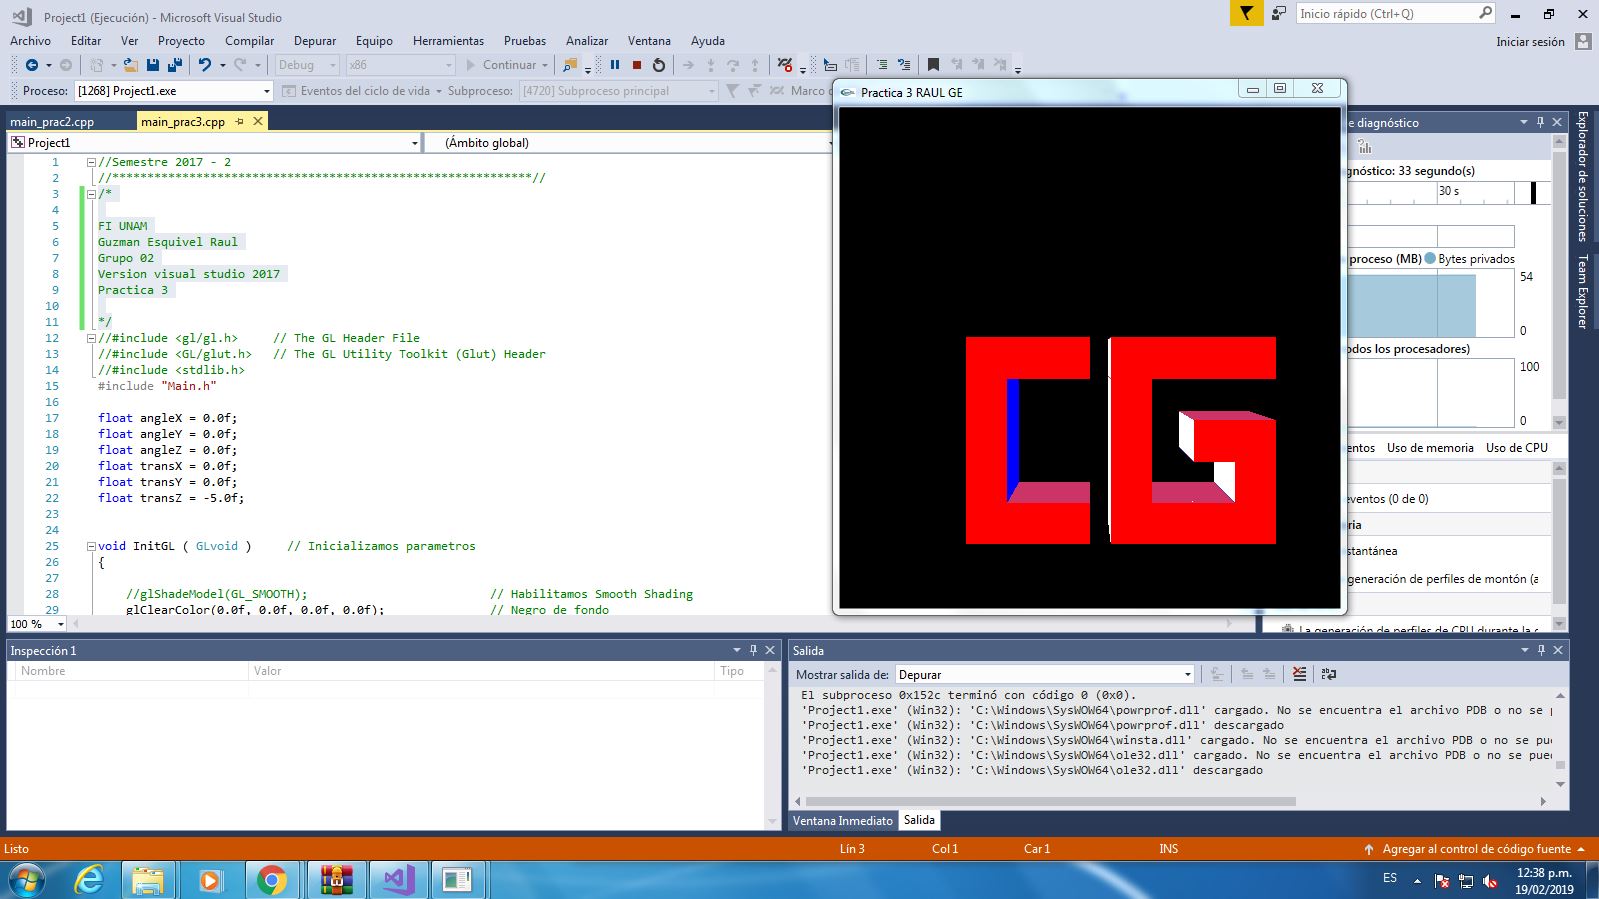 Project1 (Ejecución) - Microsoft Visual Studio
Inicio rápido (Ctrl+Q)
Archivo Editar Ver Proyecto Compilar Depurar Equipo Herramientas Pruebas Analizar Ventana Ayuda
Iniciar sesión
Debug x86 Continuar
Proceso: [1268] Project1.exe Eventos del ciclo de vida Subproceso: [4720] Subproceso principal Marco d
main_prac2.cpp main_prac3.cpp
Project1 (Ámbito global)
1 //Semestre 2017 - 2
2 //************************************************************//
3 /*
4
5 FI UNAM
6 Guzman Esquivel Raul
7 Grupo 02
8 Version visual studio 2017
9 Practica 3
10
11 */
12 //#include <gl/gl.h> // The GL Header File
13 //#include <GL/glut.h> // The GL Utility Toolkit (Glut) Header
14 //#include <stdlib.h>
15 #include "Main.h"
16
17 float angleX = 0.0f;
18 float angleY = 0.0f;
19 float angleZ = 0.0f;
20 float transX = 0.0f;
21 float transY = 0.0f;
22 float transZ = -5.0f;
23
24
25 void InitGL ( GLvoid ) // Inicializamos parametros
26 {
27
28 //glShadeModel(GL_SMOOTH); // Habilitamos Smooth Shading
29 glClearColor(0.0f, 0.0f, 0.0f, 0.0f); // Negro de fondo
100 %
Practica 3 RAUL GE
CG
e diagnóstico
gnóstico: 33 segundo(s)
30 s
proceso (MB) Bytes privados
54
0
odos los procesadores)
100
0
entos Uso de memoria Uso de CPU
eventos (0 de 0)
ria
stantánea
generación de perfiles de montón (a
La generación de perfiles de CPU durante la d
Explorador de soluciones
Team Explorer
Inspección 1
Nombre Valor Tipo
Salida
Mostrar salida de: Depurar
El subproceso 0x152c terminó con código 0 (0x0).
'Project1.exe' (Win32): 'C:\Windows\SysWOW64\powrprof.dll' cargado. No se encuentra el archivo PDB o no se p
'Project1.exe' (Win32): 'C:\Windows\SysWOW64\powrprof.dll' descargado
'Project1.exe' (Win32): 'C:\Windows\SysWOW64\winsta.dll' cargado. No se encuentra el archivo PDB o no se pue
'Project1.exe' (Win32): 'C:\Windows\SysWOW64\ole32.dll' cargado. No se encuentra el archivo PDB o no se pued
'Project1.exe' (Win32): 'C:\Windows\SysWOW64\ole32.dll' descargado
Ventana Inmediato Salida
Listo Lín 3 Col 1 Car 1 INS Agregar al control de código fuente
ES
12:38 p.m.
19/02/2019